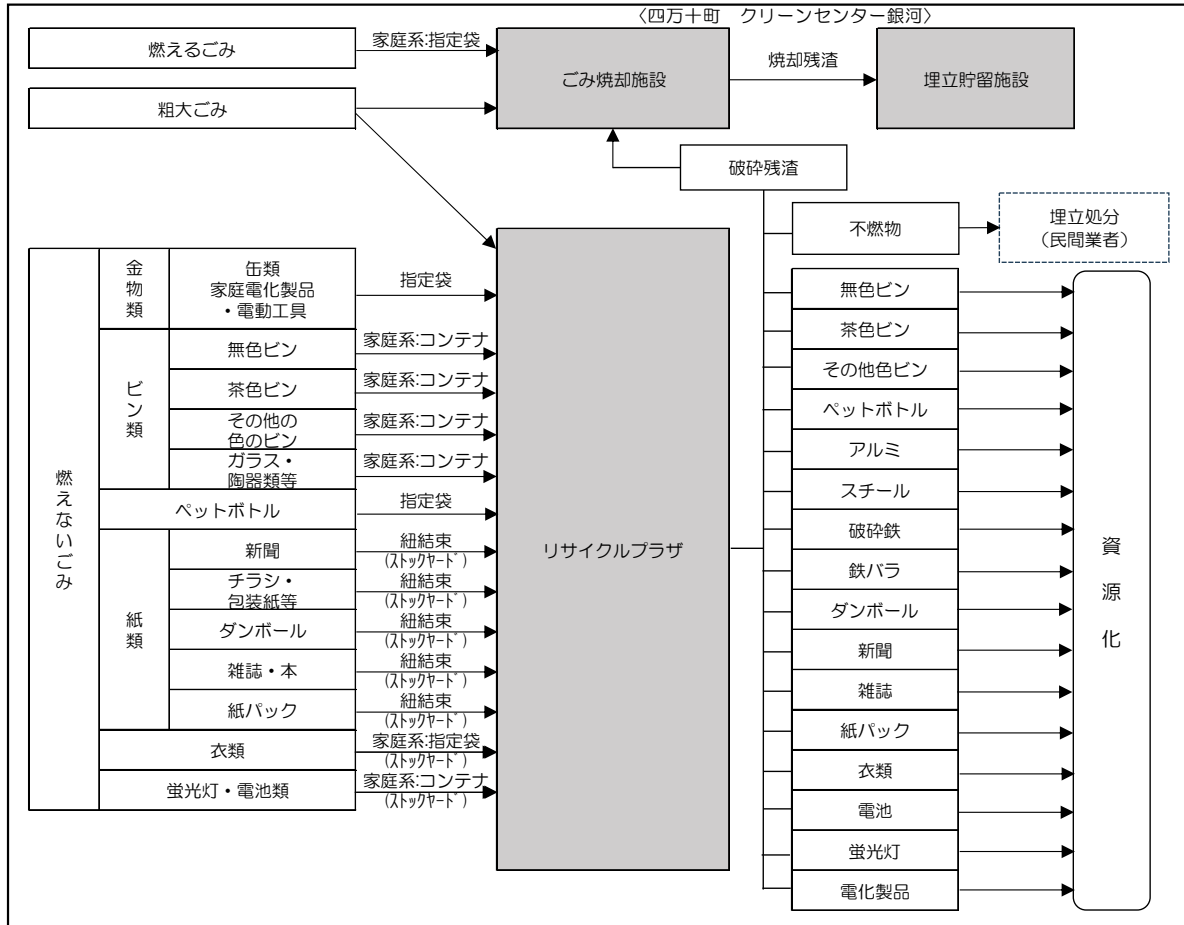 〈四万十町　クリーンセンター銀河〉
燃えるごみ
家庭系:指定袋
ごみ焼却施設
焼却残渣
埋立貯留施設
粗大ごみ
破砕残渣
不燃物
埋立処分
（民間業者）
燃えないごみ
金物類
缶類
家庭電化製品
・電動工具
指定袋
ビン類
無色ビン
家庭系:コンテナ
茶色ビン
家庭系:コンテナ
その他の
色のビン
家庭系:コンテナ
ガラス・
陶器類等
家庭系:コンテナ
ペットボトル
指定袋
紙類
新聞
紐結束
(ｽﾄｯｸﾔｰﾄﾞ)
チラシ・
包装紙等
紐結束
(ｽﾄｯｸﾔｰﾄﾞ)
ダンボール
紐結束
(ｽﾄｯｸﾔｰﾄﾞ)
雑誌・本
紐結束
(ｽﾄｯｸﾔｰﾄﾞ)
紙パック
紐結束
(ｽﾄｯｸﾔｰﾄﾞ)
衣類
家庭系:指定袋
(ｽﾄｯｸﾔｰﾄﾞ)
蛍光灯・電池類
家庭系:コンテナ
(ｽﾄｯｸﾔｰﾄﾞ)
リサイクルプラザ
無色ビン
茶色ビン
その他色ビン
ペットボトル
アルミ
スチール
破砕鉄
鉄バラ
ダンボール
新聞
雑誌
紙パック
衣類
電池
蛍光灯
電化製品
資源化